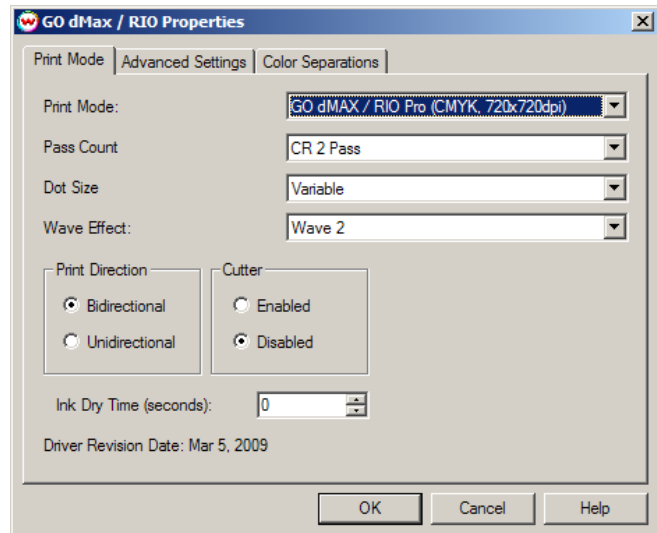 GO dMax / RIO Properties
Print Mode Advanced Settings Color Separations
Print Mode: GO dMAX / RIO Pro (CMYK, 720x720dpi)
Pass Count CR 2 Pass
Dot Size Variable
Wave Effect: Wave 2
Print Direction Cutter
Bidirectional Enabled
Unidirectional Disabled
Ink Dry Time (seconds): 0
Driver Revision Date: Mar 5, 2009
OK Cancel Help